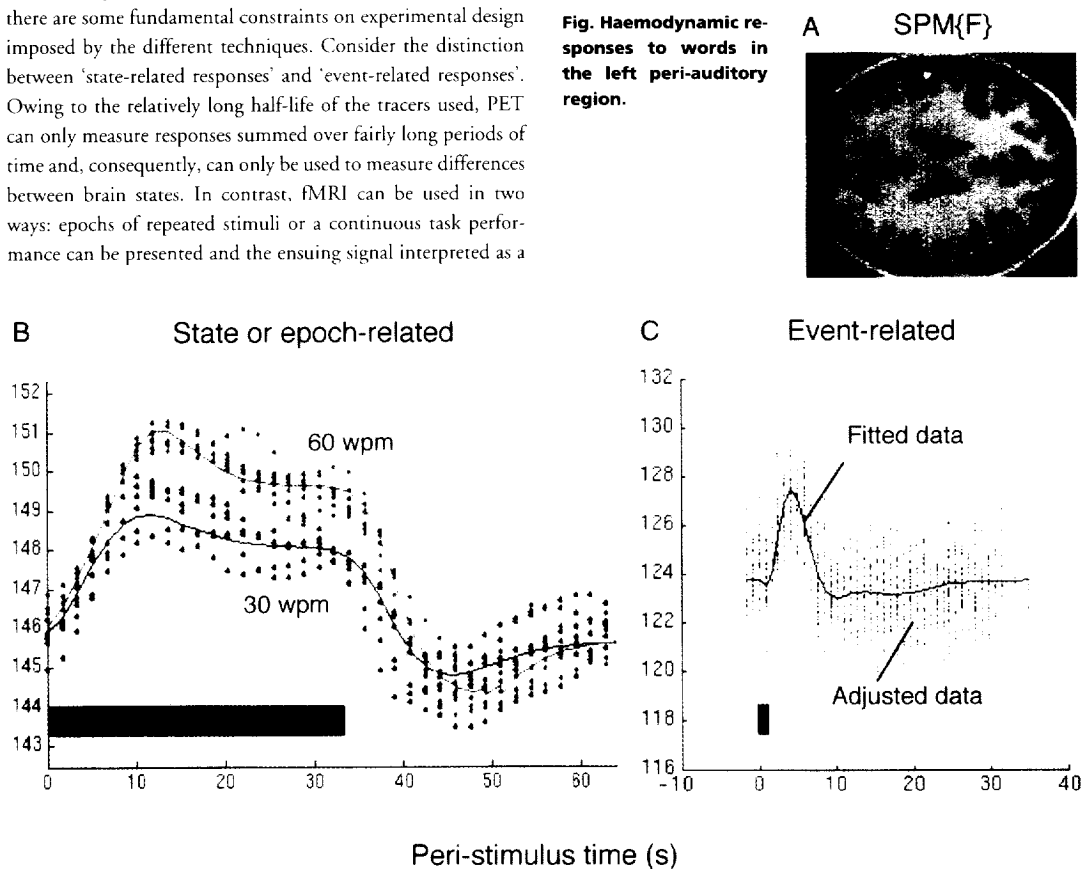 there are some fundamental constraints on experimental design
imposed by the different techniques. Consider the distinction
between ‘state-related responses’ and ‘event-related responses’.
Owing to the relatively long half-life of the tracers used, PET
can only measure responses summed over fairly long periods of
time and, consequently, can only be used to measure differences
between brain states. In contrast, fMRI can be used in two
ways: epochs of repeated stimuli or a continuous task perfor-
mance can be presented and the ensuing signal interpreted as a
Fig. Haemodynamic re-
sponses to words in
the left peri-auditory
region.
A SPM{F}
B State or epoch-related
152
151
150
149
148
147
146
145
144
143
60 wpm
30 wpm
0 10 20 30 40 50 60
C Event-related
132
130
128
126
124
122
120
118
116
Fitted data
Adjusted data
-10 0 10 20 30 40
Peri-stimulus time (s)